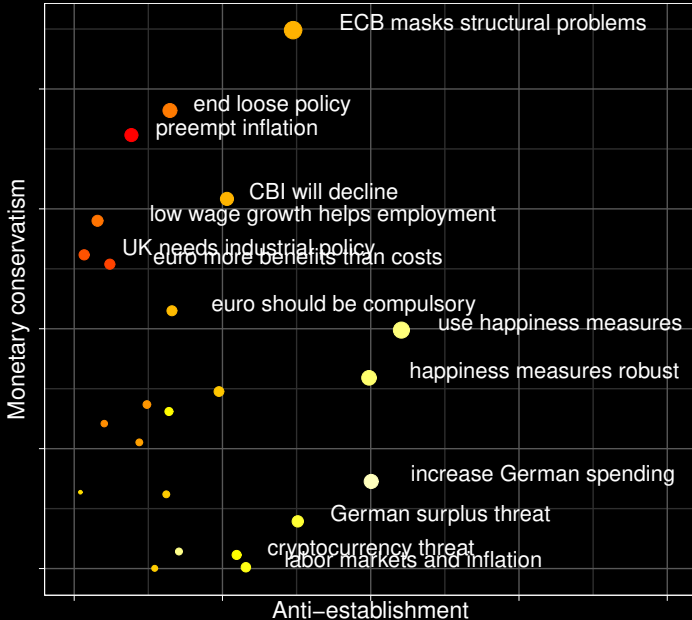 ECB masks structural problems
end loose policy
preempt inflation
CBI will decline
low wage growth helps employment
UK needs industrial policy
euro more benefits than costs
euro should be compulsory
use happiness measures
happiness measures robust
increase German spending
German surplus threat
cryptocurrency threat
labor markets and inflation
Monetary conservatism
Anti−establishment